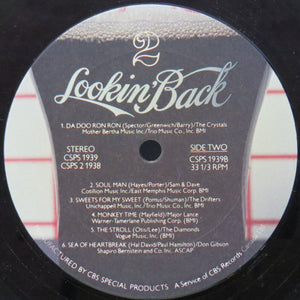 2
Lookin' Back
1. DA DOO RON RON (Spector/Greenwich/Barry)/The Crystals
Mother Bertha Music Inc./Trio Music Co., Inc. BMI
STEREO
CSPS 1939
CSPS 2 1938
SIDE TWO
CSPS 1939B
33 1/3 RPM
2. SOUL MAN (Hayes/Porter)/Sam & Dave
Cotillion Music Inc./East Memphis Music Corp. BMI
3. SWEETS FOR MY SWEET (Pomus/Shuman)/The Drifters
Unichappell Music Inc./Trio Music Co. Inc. BMI
4. MONKEY TIME (Mayfield)/Major Lance
Warner-Tamerlane Publishing Corp. BMI
5. THE STROLL (Otis/Lee)/The Diamonds
Vogue Music (BMI)
6. SEA OF HEARTBREAK (Hal David/Paul Hamilton)/Don Gibson
Shapiro Bernstein and Co. Inc. ASCAP
MANUFACTURED BY CBS SPECIAL PRODUCTS / A Service of CBS Records